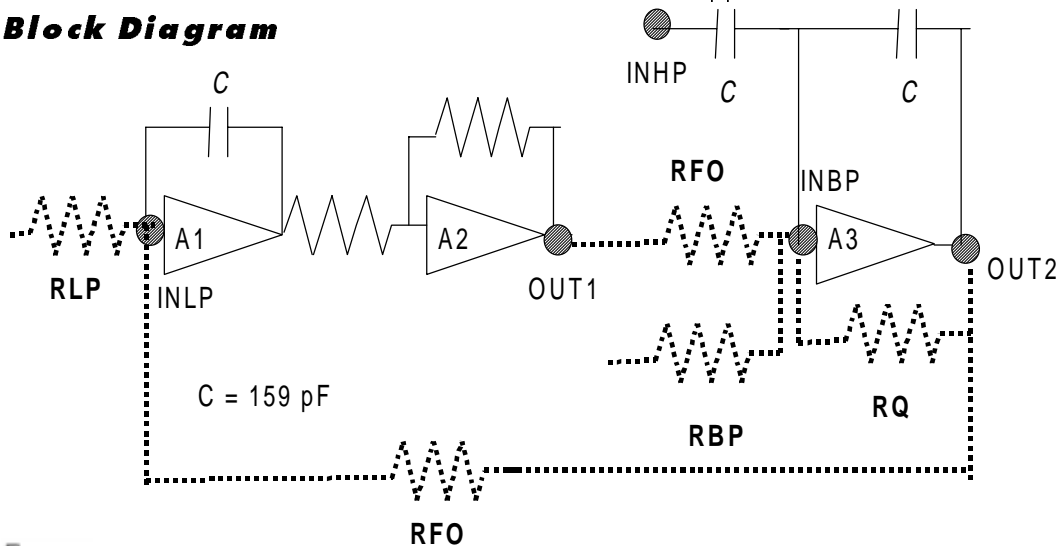 Block Diagram
INHP
C
C
C
RFO
INBP
A1
A2
A3
RLP
INLP
OUT1
OUT2
C = 159 pF
RBP
RQ
RFO